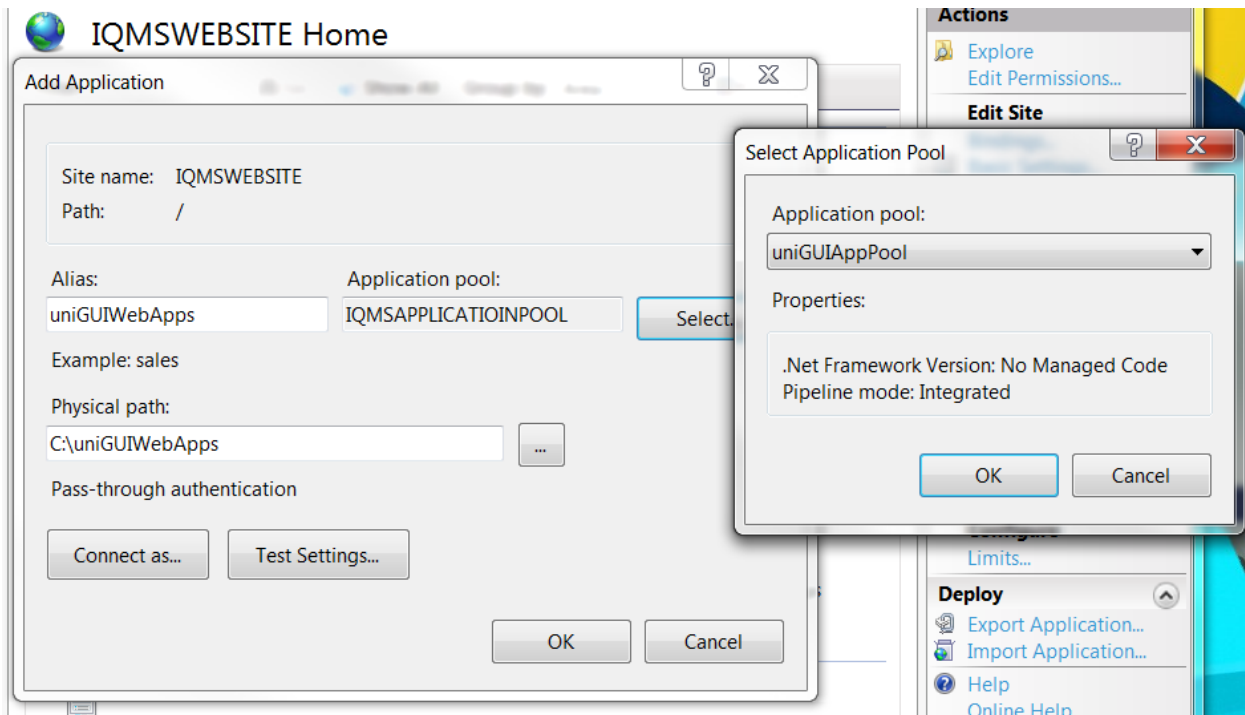 IQMSWEBSITE Home
Add Application
Site name: IQMSWEBSITE
Path: /
Alias:
Application pool:
uniGUIWebApps
IQMSAPPLICATIOINPOOL
Select.
Example: sales
Physical path:
C:\uniGUIWebApps
...
Pass-through authentication
Connect as...
Test Settings...
OK
Cancel
Actions
Explore
Edit Permissions...
Edit Site
Select Application Pool
Application pool:
uniGUIAppPool
Properties:
.Net Framework Version: No Managed Code
Pipeline mode: Integrated
OK
Cancel
Configure
Limits...
Deploy
Export Application...
Import Application...
Help
Online Help